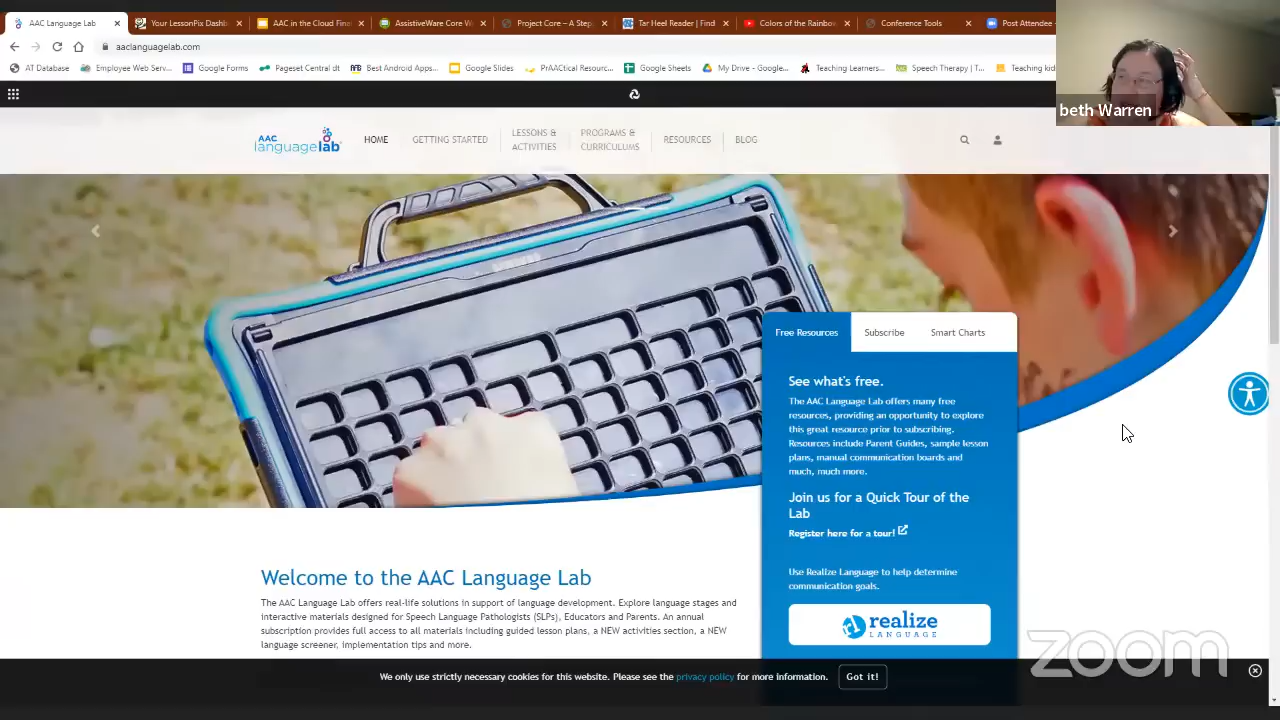 AAC Language Lab
Your LessonPix Dashb
AAC in the Cloud Final
AssistiveWare Core W
Project Core – A Step
Tar Heel Reader | Find
Colors of the Rainbow
Conference Tools
Post Attendee -
aaclanguagelab.com
AT Database
Employee Web Serv...
Google Forms
Pageset Central dt
Best Android Apps...
Google Slides
PrAACtical Resourc...
Google Sheets
My Drive - Google...
Teaching Learners...
Speech Therapy | T...
Teaching kid
beth Warren
AAC
languagelab
HOME
GETTING STARTED
LESSONS &
ACTIVITIES
PROGRAMS &
CURRICULUMS
RESOURCES
BLOG
Free Resources
Subscribe
Smart Charts
See what's free.
The AAC Language Lab offers many free
resources, providing an opportunity to explore
this great resource prior to subscribing.
Resources include Parent Guides, sample lesson
plans, manual communication boards and
much, much more.
Join us for a Quick Tour of the
Lab
Register here for a tour!
Use Realize Language to help determine
communication goals.
realize
LANGUAGE
Welcome to the AAC Language Lab
The AAC Language Lab offers real-life solutions in support of language development. Explore language stages and
interactive materials designed for Speech Language Pathologists (SLPs), Educators and Parents. An annual
subscription provides full access to all materials including guided lesson plans, a NEW activities section, a NEW
language screener, implementation tips and more.
We only use strictly necessary cookies for this website. Please see the privacy policy for more information.
Got it!
zoom